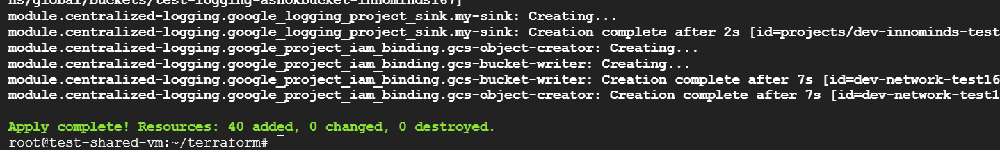 ns/global/buckets/test-logging-ashokbucket-innominds167]
module.centralized-logging.google_logging_project_sink.my-sink: Creating...
module.centralized-logging.google_logging_project_sink.my-sink: Creation complete after 2s [id=projects/dev-innominds-test
module.centralized-logging.google_project_iam_binding.gcs-object-creator: Creating...
module.centralized-logging.google_project_iam_binding.gcs-bucket-writer: Creating...
module.centralized-logging.google_project_iam_binding.gcs-bucket-writer: Creation complete after 7s [id=dev-network-test16
module.centralized-logging.google_project_iam_binding.gcs-object-creator: Creation complete after 7s [id=dev-network-test1
Apply complete! Resources: 40 added, 0 changed, 0 destroyed.
root@test-shared-vm:~/terraform#